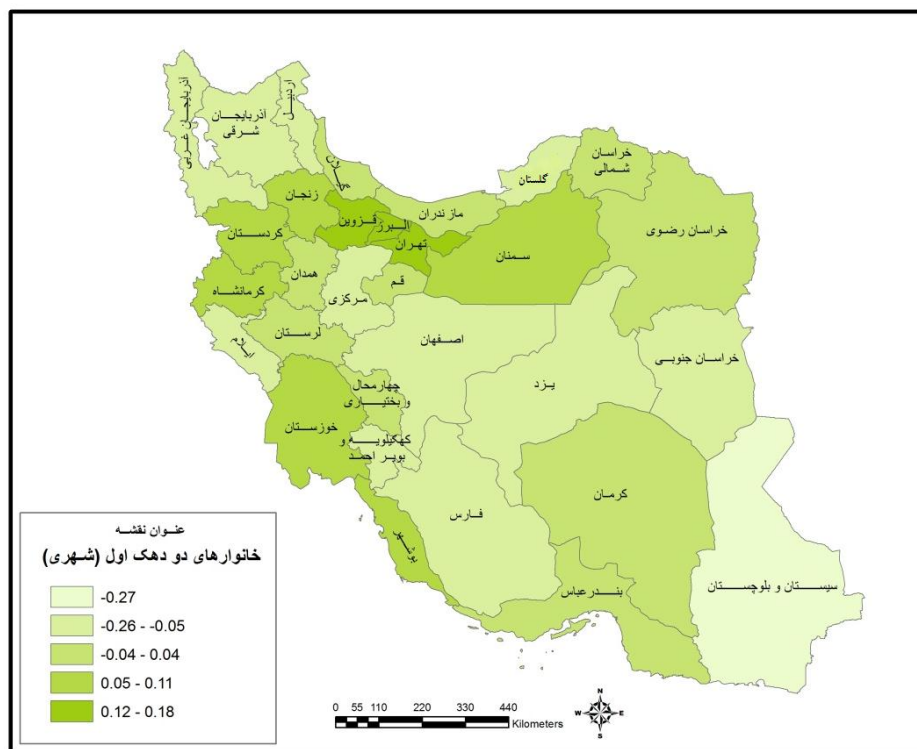 آذربایجان غربی
آذربایجان
شرقی
اردبیل
گیلان
زنجان
قزوین
البرز
تهران
مازندران
گلستان
خراسان
شمالی
خراسان رضوی
سمنان
کردستان
همدان
کرمانشاه
مرکزی
قم
لرستان
ایلام
اصفهان
یزد
خراسان جنوبی
چهارمحال
و بختیاری
خوزستان
کهکیلویه و
بویر احمد
فارس
کرمان
بوشهر
بندرعباس
سیستان و بلوچستان
عنوان نقشه
خانوارهای دو دهک اول (شهری)
-0.27
-0.26 - -0.05
-0.04 - 0.04
0.05 - 0.11
0.12 - 0.18
0 55 110 220 330 440
Kilometers
N
W E
S